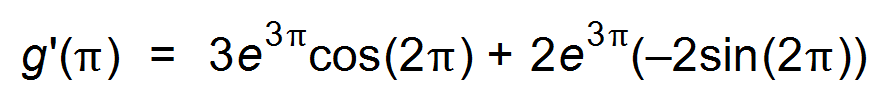 g'(π) = 3e^{3π}cos(2π) + 2e^{3π}(–2sin(2π))